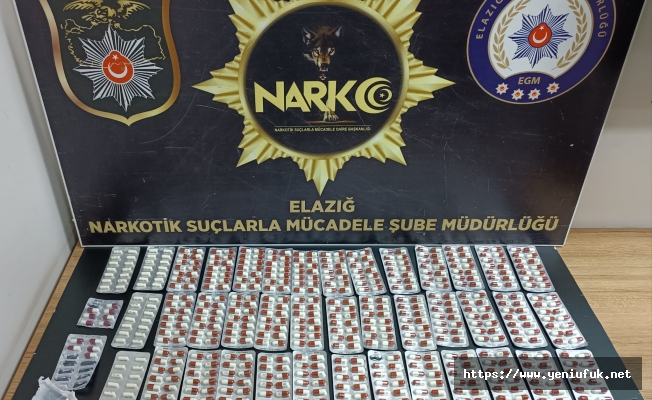 NARKO
NARKOTİK SUÇLARLA MÜCADELE DAİRE BAŞKANLIĞI
EGM
ELAZIĞ
NARKOTİK SUÇLARLA MÜCADELE ŞUBE MÜDÜRLÜĞÜ
https://www.yeniufuk.net